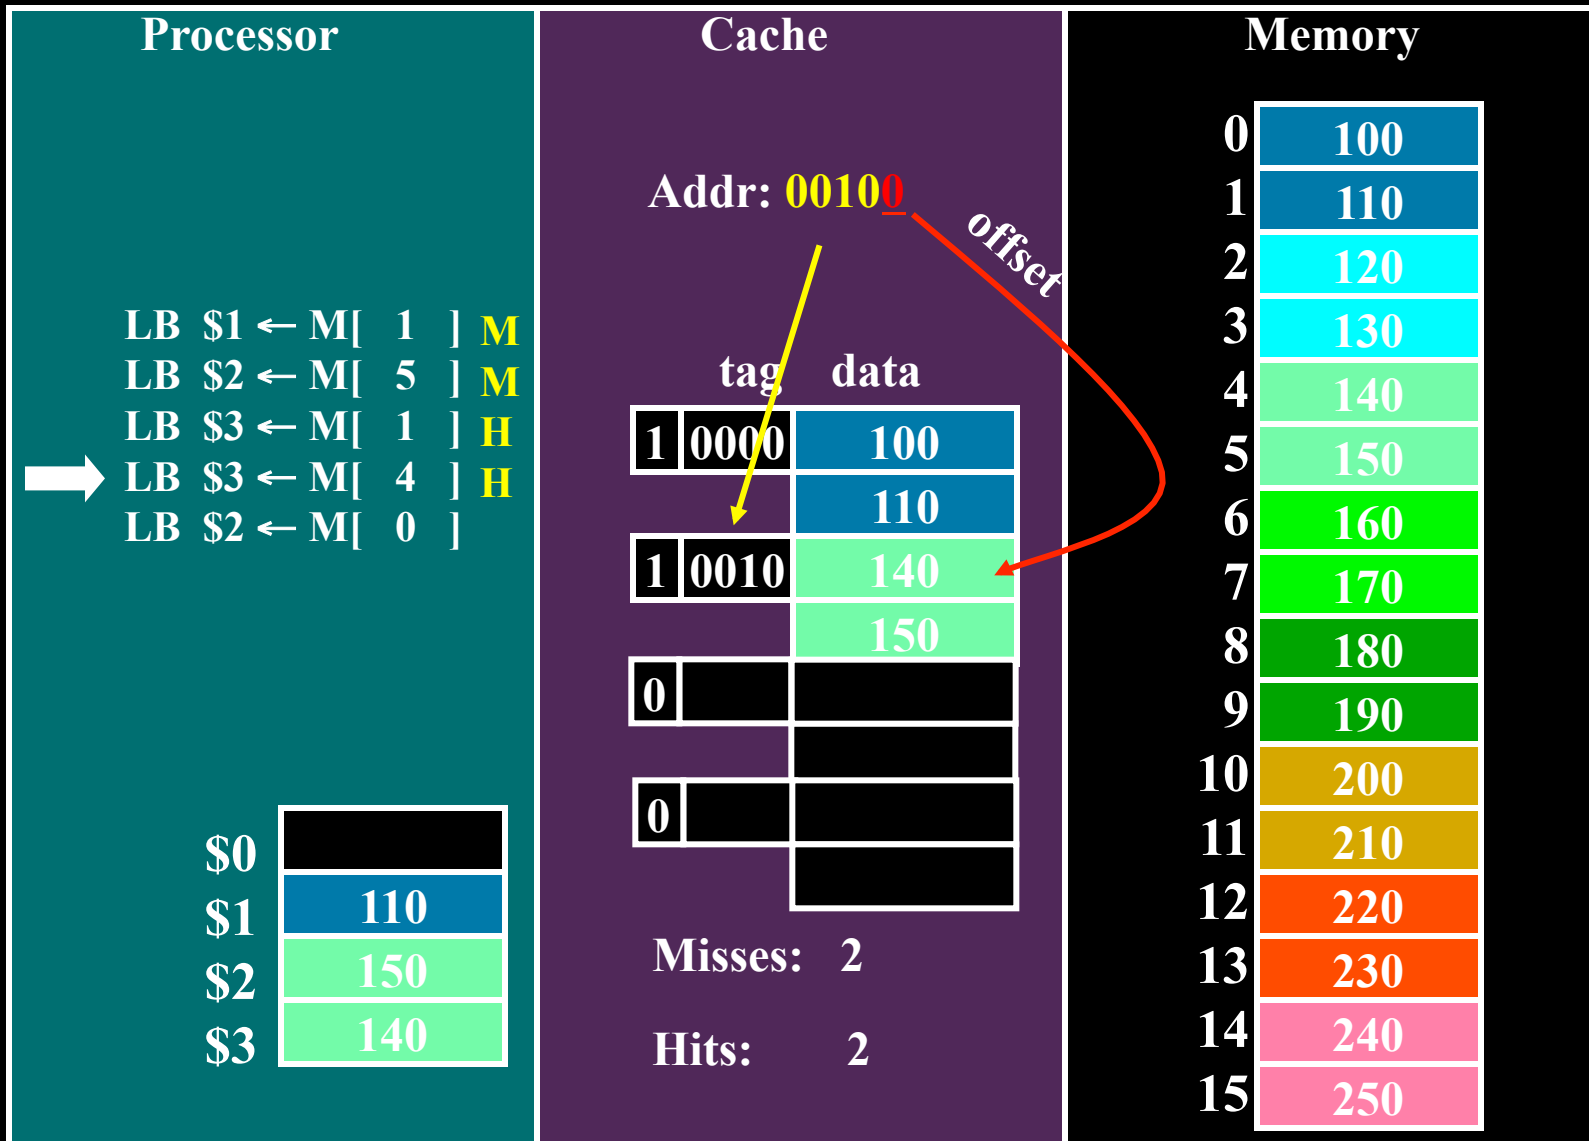 Processor
LB $1 ← M[ 1 ] M
LB $2 ← M[ 5 ] M
LB $3 ← M[ 1 ] H
LB $3 ← M[ 4 ] H
LB $2 ← M[ 0 ]
$0
$1 110
$2 150
$3 140
Cache
Addr: 00100
offset
tag data
1 0000 100
110
1 0010 140
150
0
0
Misses: 2
Hits: 2
Memory
0 100
1 110
2 120
3 130
4 140
5 150
6 160
7 170
8 180
9 190
10 200
11 210
12 220
13 230
14 240
15 250